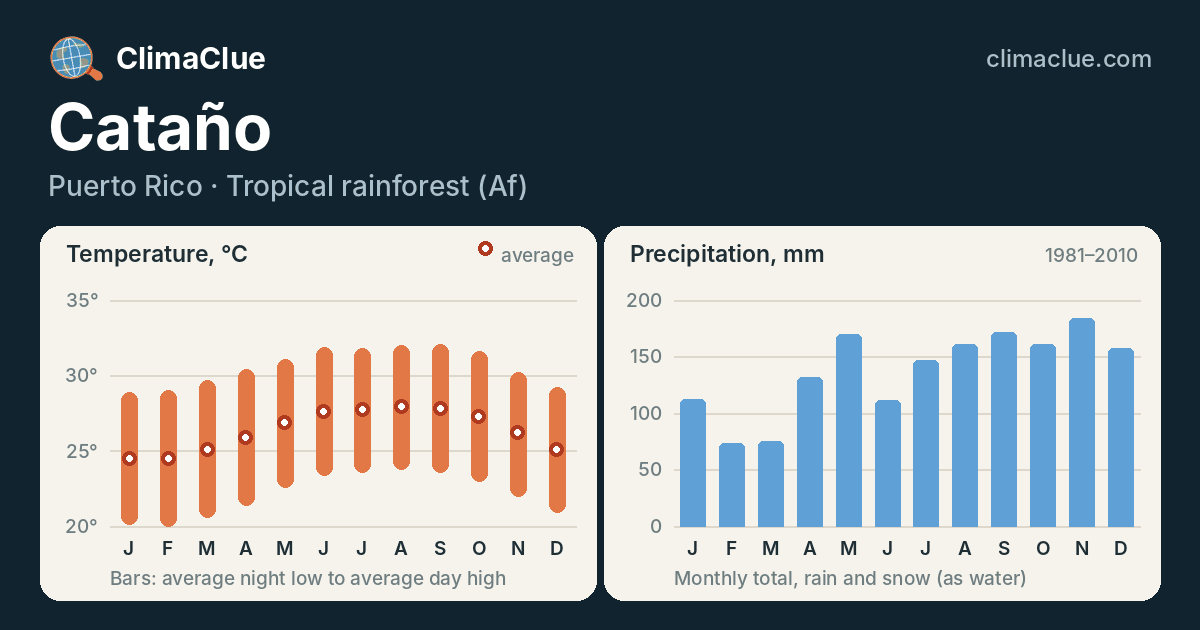 ClimaClue
climaclue.com
Cataño
Puerto Rico · Tropical rainforest (Af)
Temperature, °C
average
35°
30°
25°
20°
J F M A M J J A S O N D
Bars: average night low to average day high
Precipitation, mm
1981–2010
200
150
100
50
0
J F M A M J J A S O N D
Monthly total, rain and snow (as water)